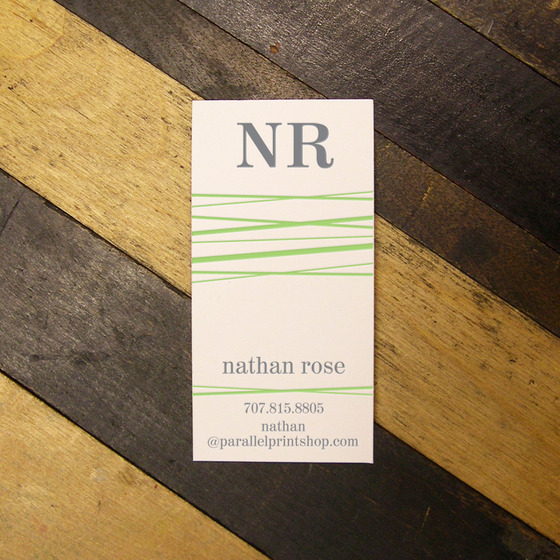 NR
nathan rose
707.815.8805
nathan
@parallelprintshop.com